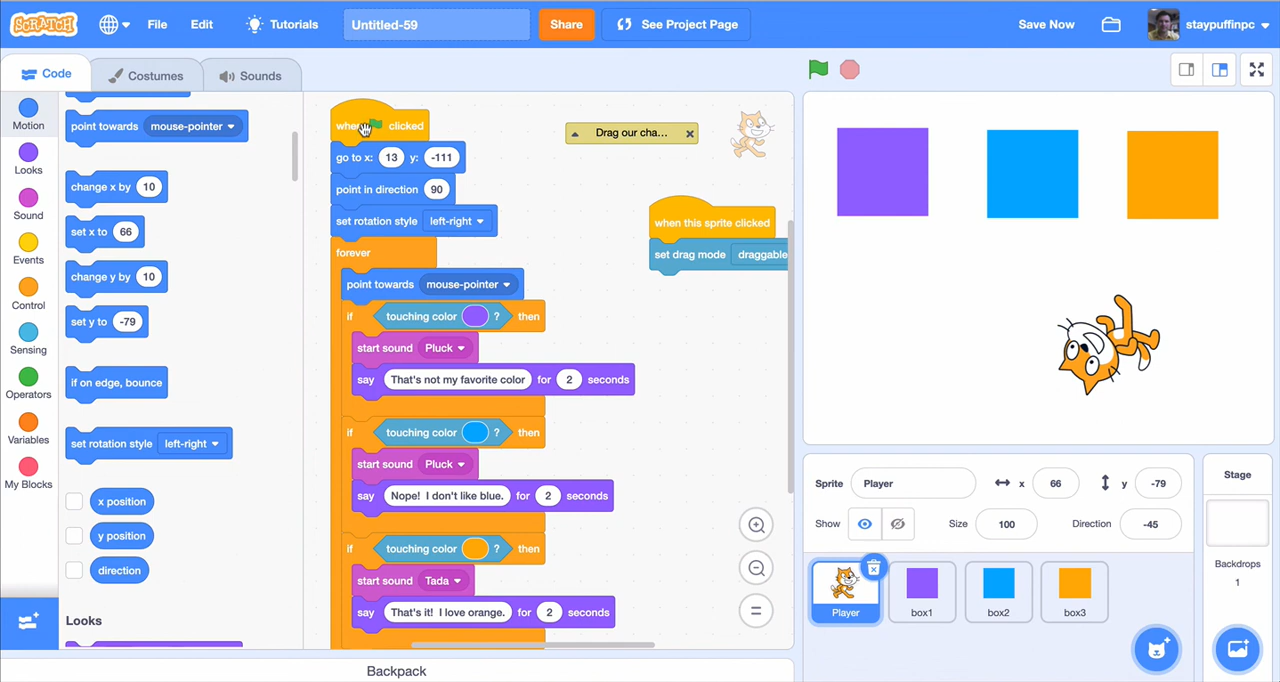 SCRATCH
File
Edit
Tutorials
Untitled-59
Share
See Project Page
Save Now
staypuffinpc
Code
Costumes
Sounds
Motion
Looks
Sound
Events
Control
Sensing
Operators
Variables
My Blocks
point towards mouse-pointer
change x by 10
set x to 66
change y by 10
set y to -79
if on edge, bounce
set rotation style left-right
x position
y position
direction
Looks
when clicked
go to x: 13 y: -111
point in direction 90
set rotation style left-right
forever
point towards mouse-pointer
if touching color ? then
start sound Pluck
say That's not my favorite color for 2 seconds
if touching color ? then
start sound Pluck
say Nope! I don't like blue. for 2 seconds
if touching color ? then
start sound Tada
say That's it! I love orange. for 2 seconds
Drag our cha...
when this sprite clicked
set drag mode draggable
Backpack
Sprite Player x 66 y -79
Show Size 100 Direction -45
Player
box1
box2
box3
Stage
Backdrops
1